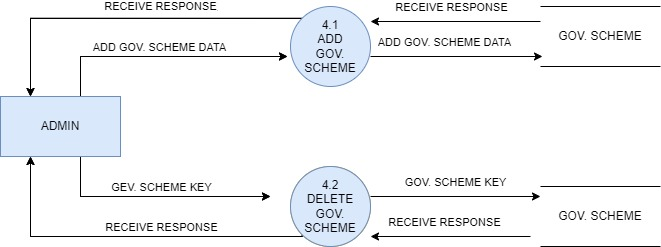 RECEIVE RESPONSE
RECEIVE RESPONSE
4.1
ADD
GOV.
SCHEME
GOV. SCHEME
ADD GOV. SCHEME DATA
ADD GOV. SCHEME DATA
ADMIN
4.2
DELETE
GOV.
SCHEME
GEV. SCHEME KEY
GOV. SCHEME KEY
GOV. SCHEME
RECEIVE RESPONSE
RECEIVE RESPONSE